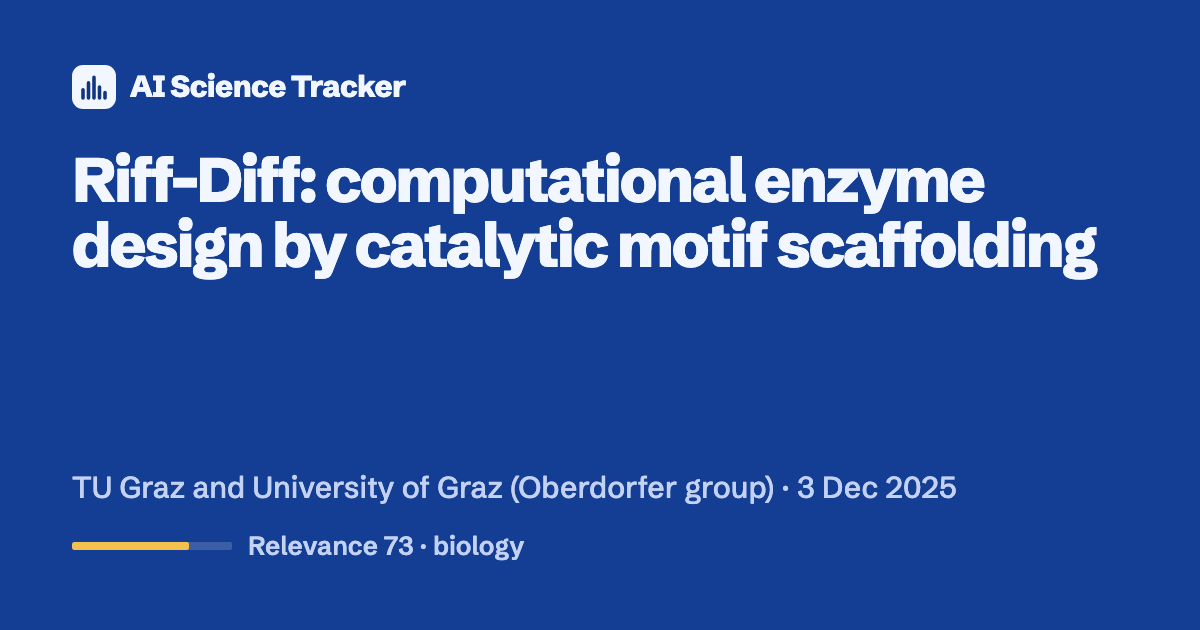 AI Science Tracker
Riff-Diff: computational enzyme
design by catalytic motif scaffolding
TU Graz and University of Graz (Oberdorfer group) · 3 Dec 2025
Relevance 73 · biology